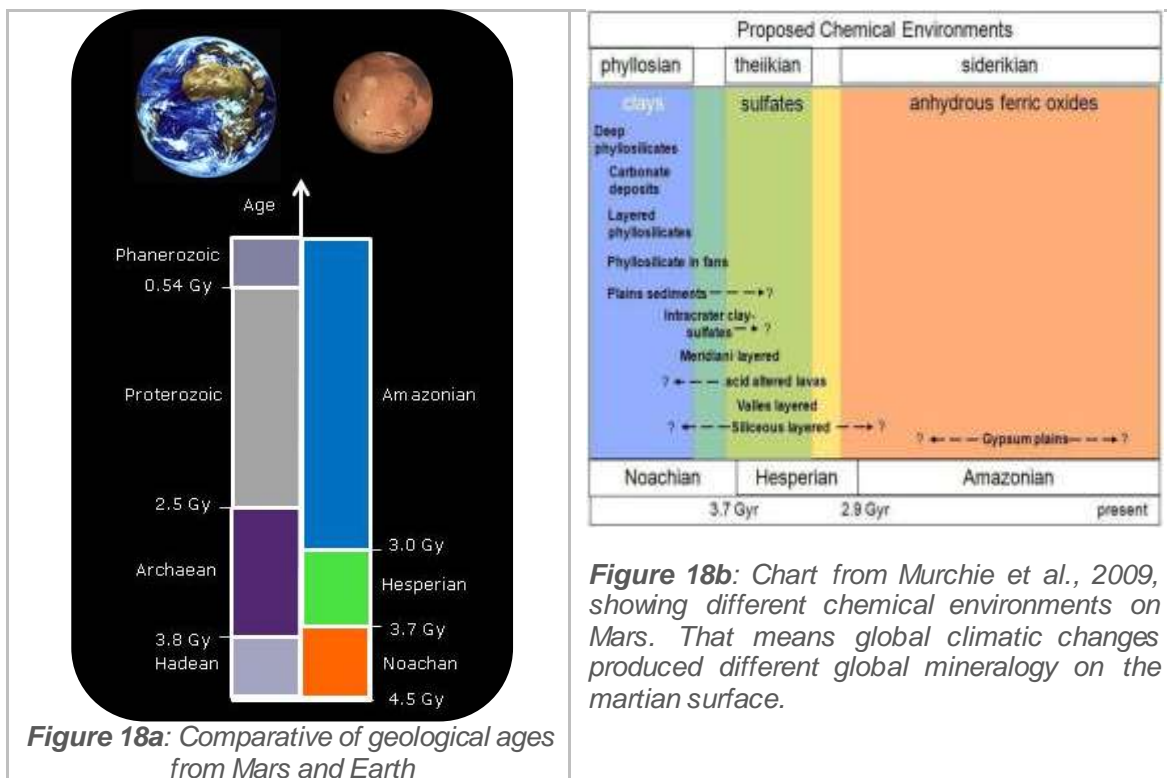 Age
Phanerozoic
0.54 Gy
Proterozoic
Amazonian
2.5 Gy
3.0 Gy
Archaean
Hesperian
3.7 Gy
3.8 Gy
Hadean
Noachan
4.5 Gy
Figure 18a: Comparative of geological ages
from Mars and Earth
Proposed Chemical Environments
phyllosian theiikian siderikian
clays sulfates anhydrous ferric oxides
Deep
phyllosilicates
Carbonate
deposits
Layered
phyllosilicates
Phyllosilicate in fans
Plains sediments ?
Intracrater clay-
sulfates ?
Meridiani layered
? acid altered lavas
Valles layered
? Siliceous layered ?
? Gypsum plains ?
Noachian Hesperian Amazonian
3.7 Gyr 2.9 Gyr present
Figure 18b: Chart from Murchie et al., 2009,
showing different chemical environments on
Mars. That means global climatic changes
produced different global mineralogy on the
martian surface.